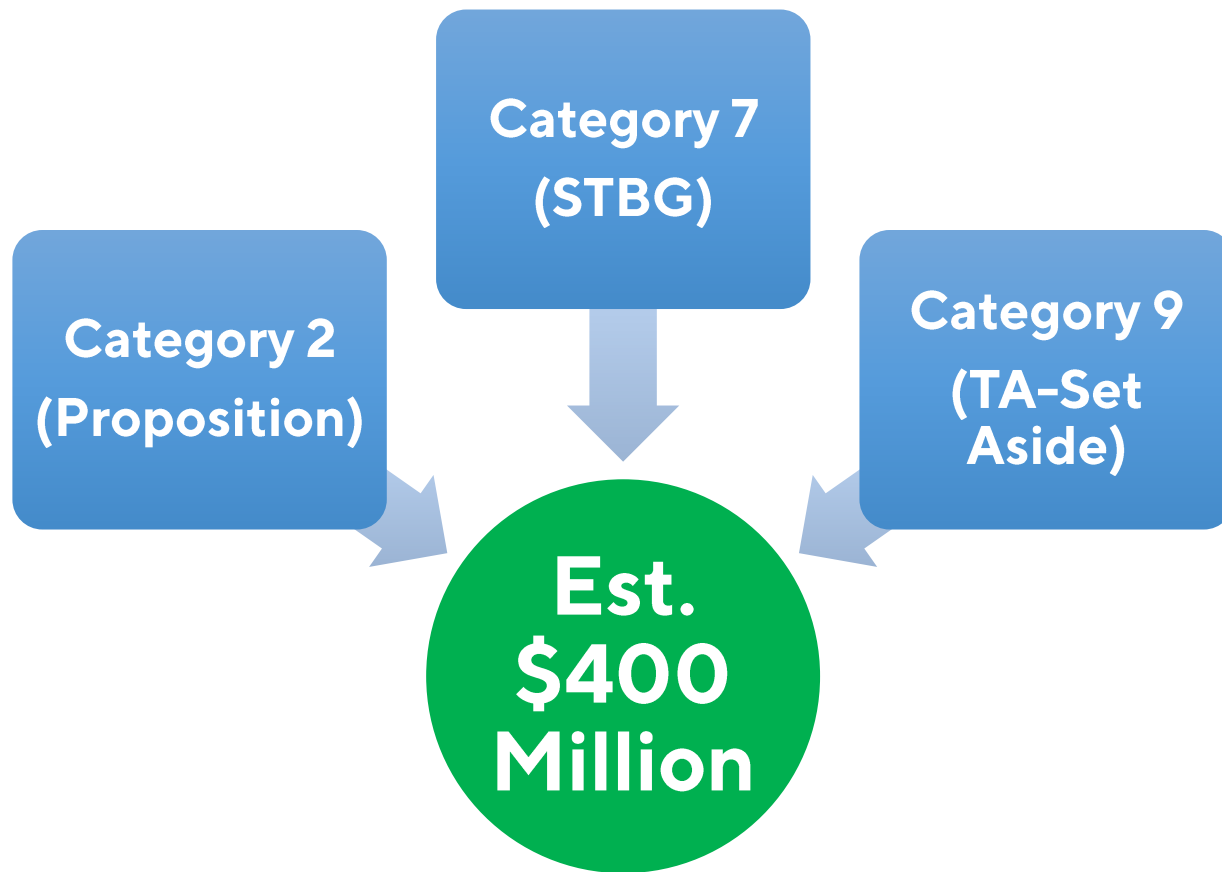 Category 7
(STBG)
Category 2
(Proposition)
Category 9
(TA-Set
Aside)
Est.
$400
Million